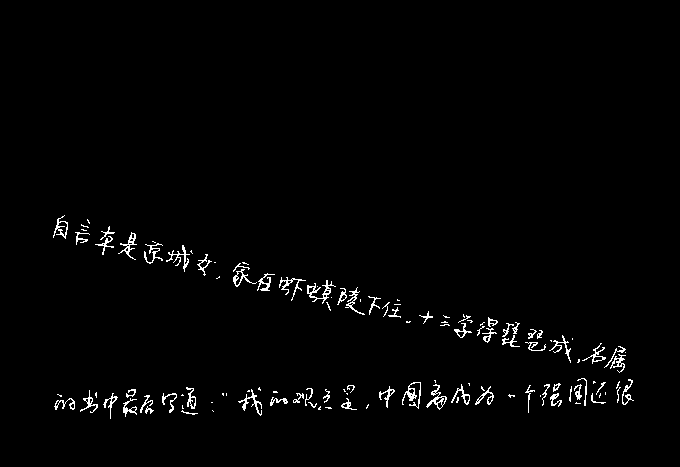 自言本是京城女，家在虾蟆陵下住。十三学得琵琶成，名属
的书中最后写道：“我的观点是，中国离成为一个强国还很